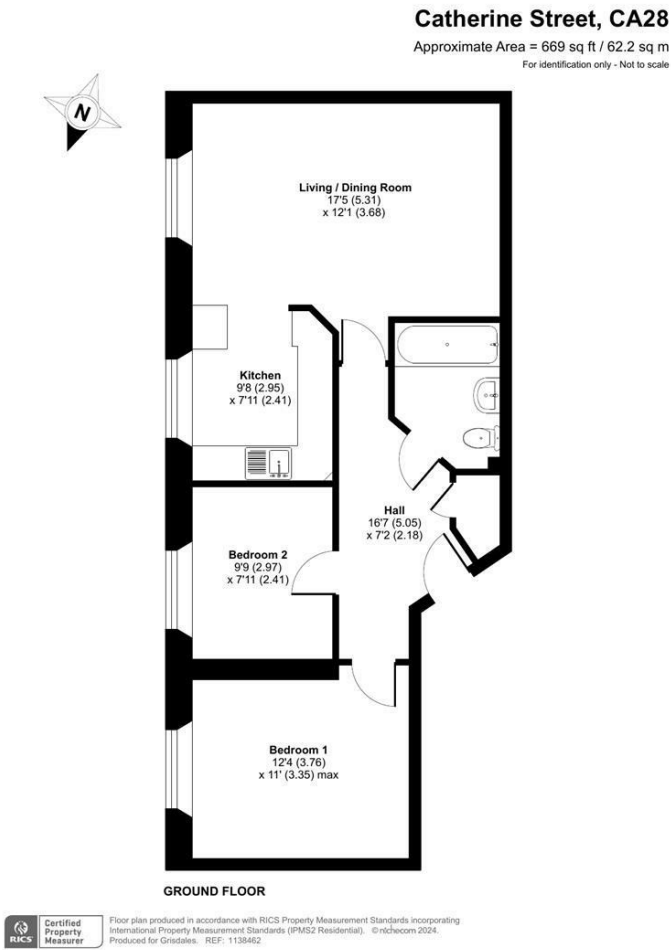 Catherine Street, CA28
Approximate Area = 669 sq ft / 62.2 sq m
For identification only - Not to scale
N
Living / Dining Room
17'5 (5.31)
x 12'1 (3.68)
Kitchen
9'8 (2.95)
x 7'11 (2.41)
Hall
16'7 (5.05)
x 7'2 (2.18)
Bedroom 2
9'9 (2.97)
x 7'11 (2.41)
Bedroom 1
12'4 (3.76)
x 11' (3.35) max
GROUND FLOOR
RICS
Certified
Property
Measurer
Floor plan produced in accordance with RICS Property Measurement Standards incorporating
International Property Measurement Standards (IPMS2 Residential). ©nichecom 2024.
Produced for Grisdales. REF: 1138462